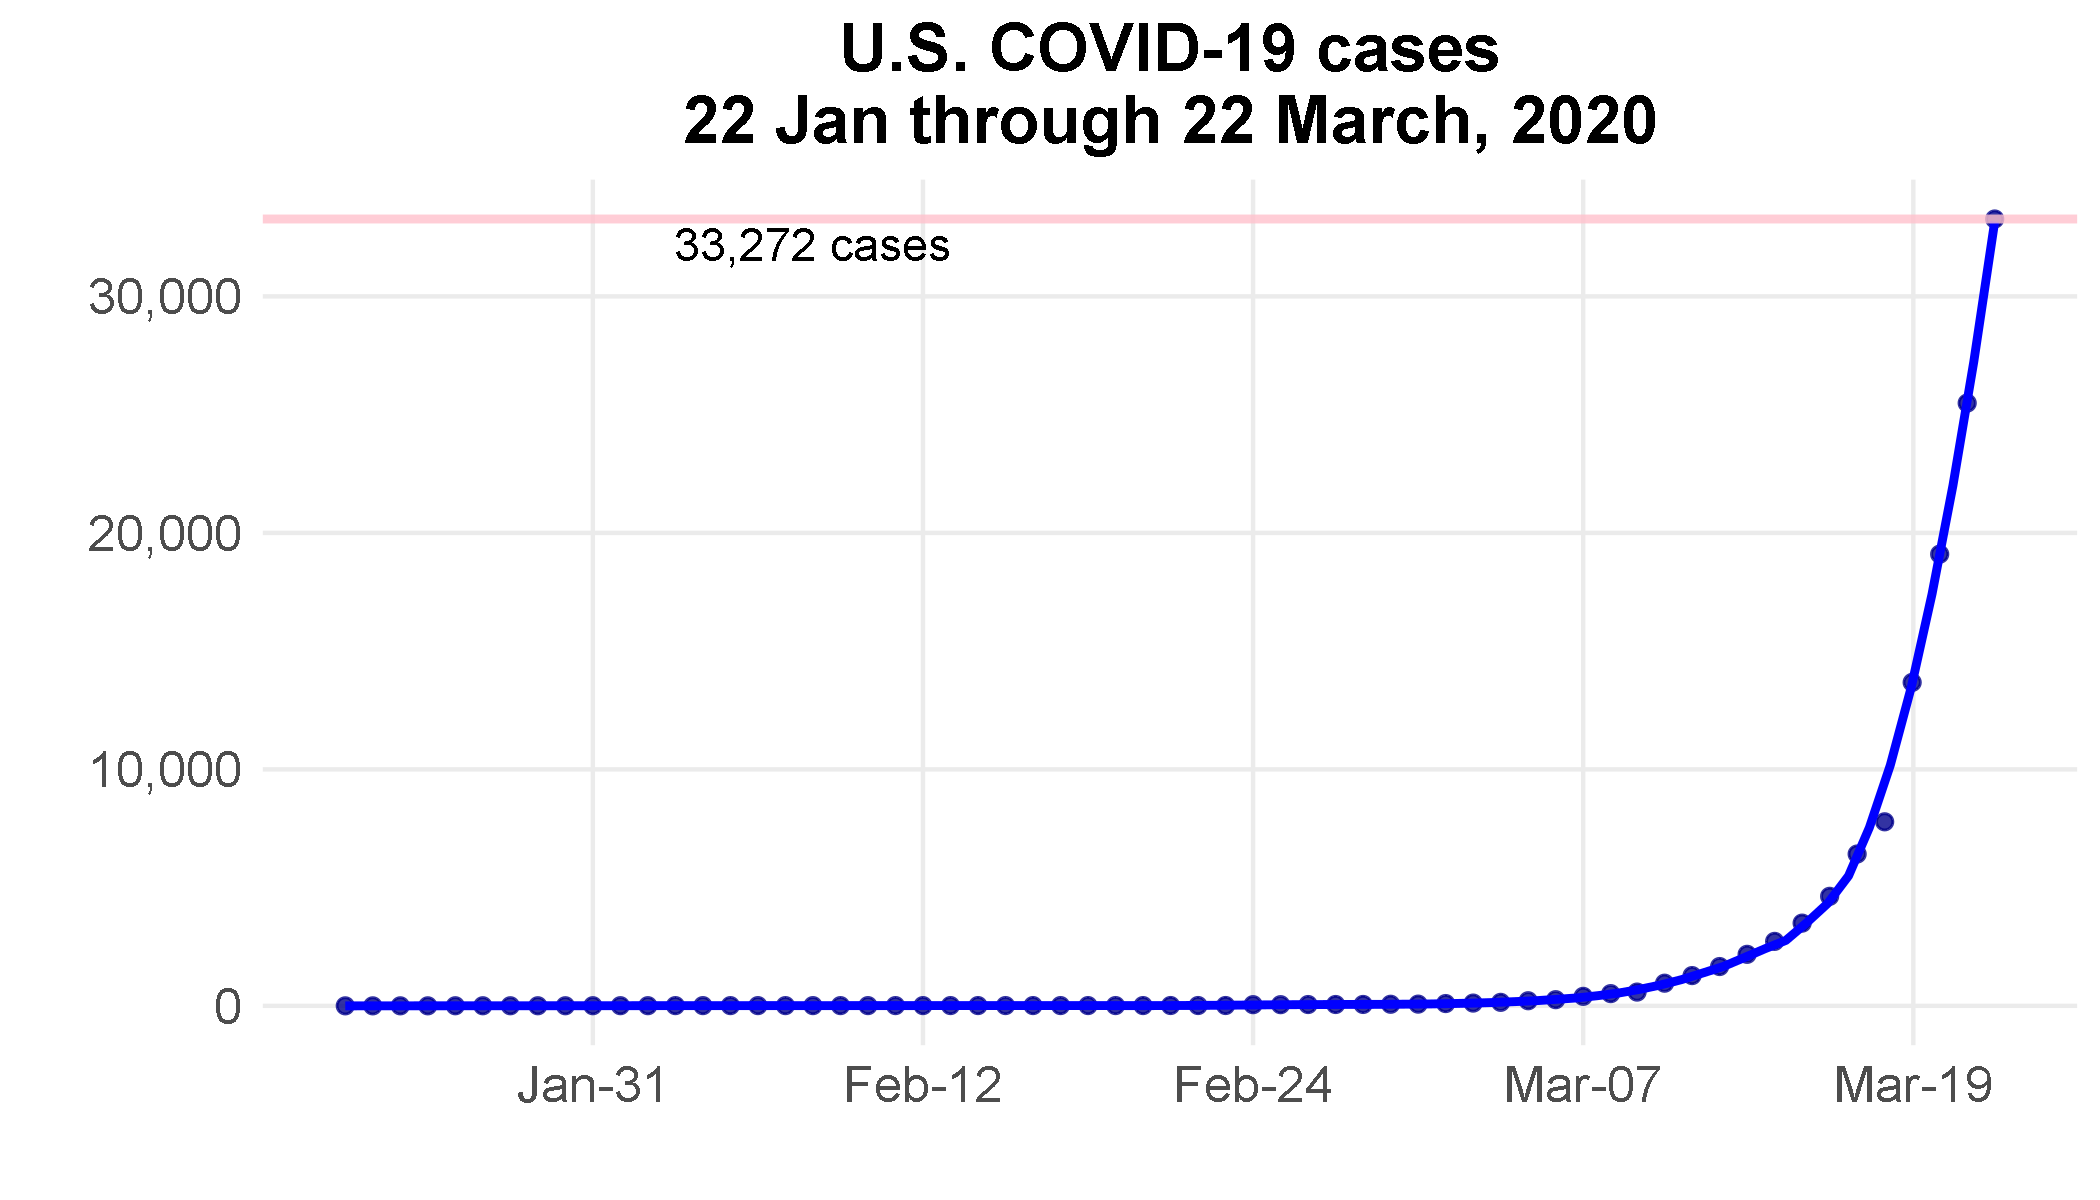 U.S. COVID-19 cases
22 Jan through 22 March, 2020
33,272 cases
30,000
20,000
10,000
0
Jan-31 Feb-12 Feb-24 Mar-07 Mar-19